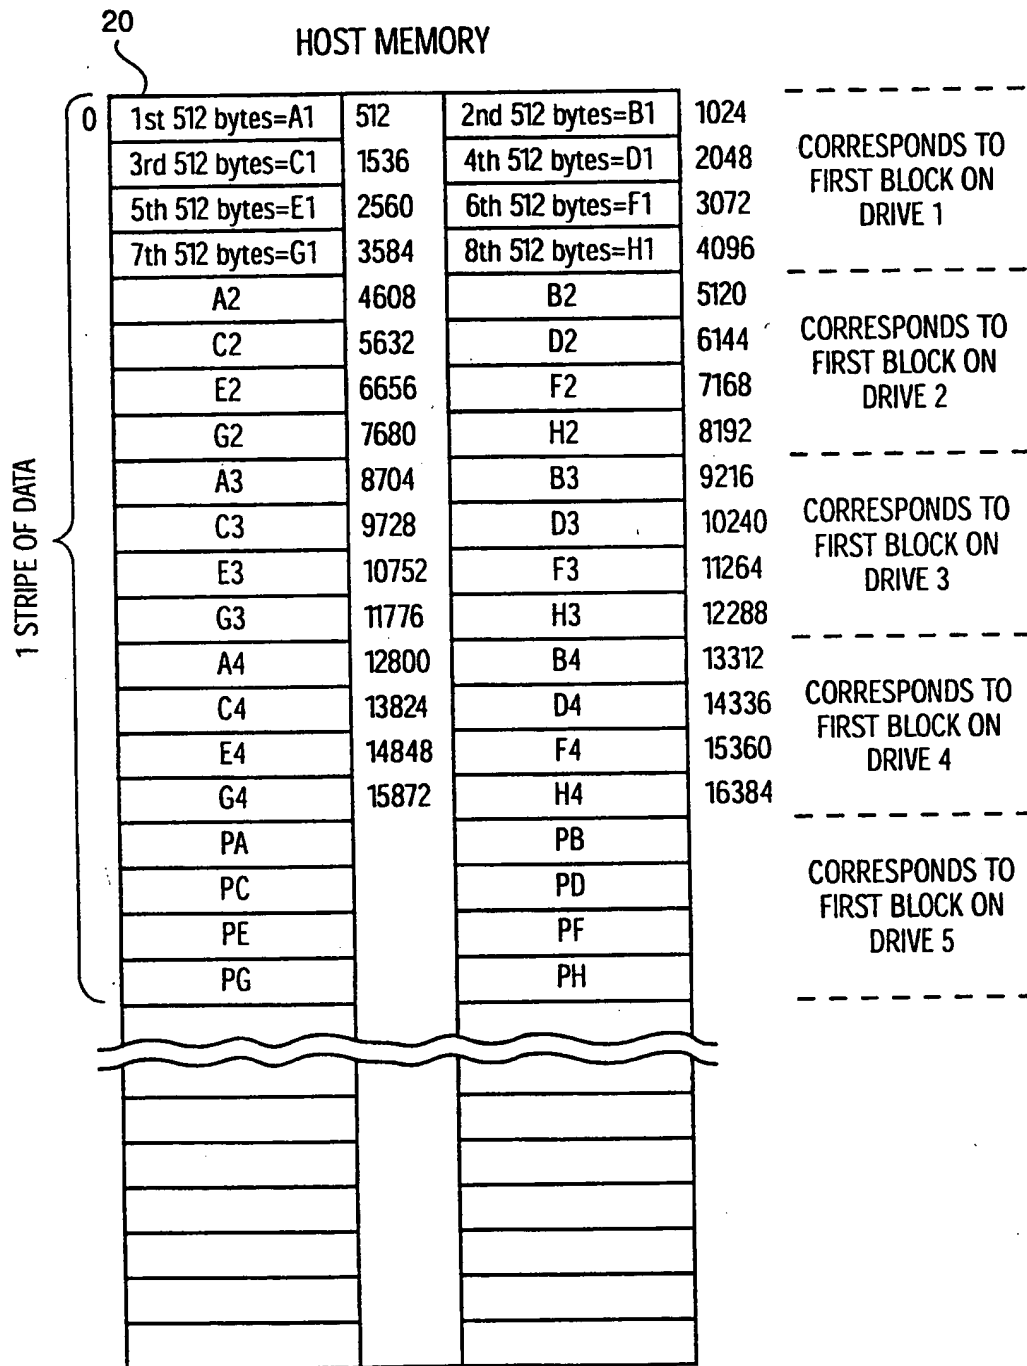 20
HOST MEMORY
0 1st 512 bytes=A1 512 2nd 512 bytes=B1 1024
3rd 512 bytes=C1 1536 4th 512 bytes=D1 2048
5th 512 bytes=E1 2560 6th 512 bytes=F1 3072
7th 512 bytes=G1 3584 8th 512 bytes=H1 4096
CORRESPONDS TO
FIRST BLOCK ON
DRIVE 1
A2 4608 B2 5120
C2 5632 D2 6144
E2 6656 F2 7168
G2 7680 H2 8192
CORRESPONDS TO
FIRST BLOCK ON
DRIVE 2
A3 8704 B3 9216
C3 9728 D3 10240
E3 10752 F3 11264
G3 11776 H3 12288
CORRESPONDS TO
FIRST BLOCK ON
DRIVE 3
A4 12800 B4 13312
C4 13824 D4 14336
E4 14848 F4 15360
G4 15872 H4 16384
CORRESPONDS TO
FIRST BLOCK ON
DRIVE 4
PA PB
PC PD
PE PF
PG PH
CORRESPONDS TO
FIRST BLOCK ON
DRIVE 5
1 STRIPE OF DATA